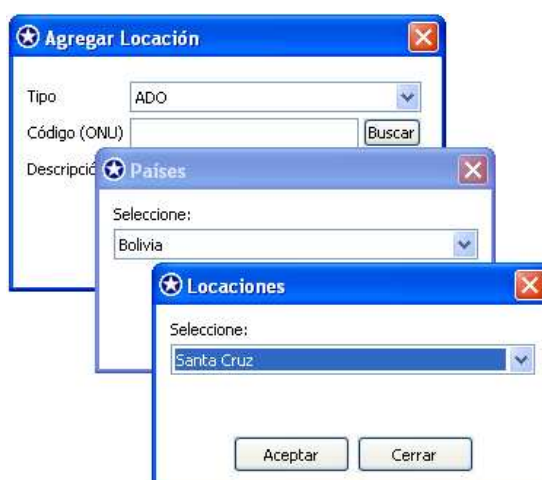 Agregar Locación
Tipo
ADO
Código (ONU)
Buscar
Descripció
Países
Seleccione:
Bolivia
Locaciones
Seleccione:
Santa Cruz
Aceptar
Cerrar